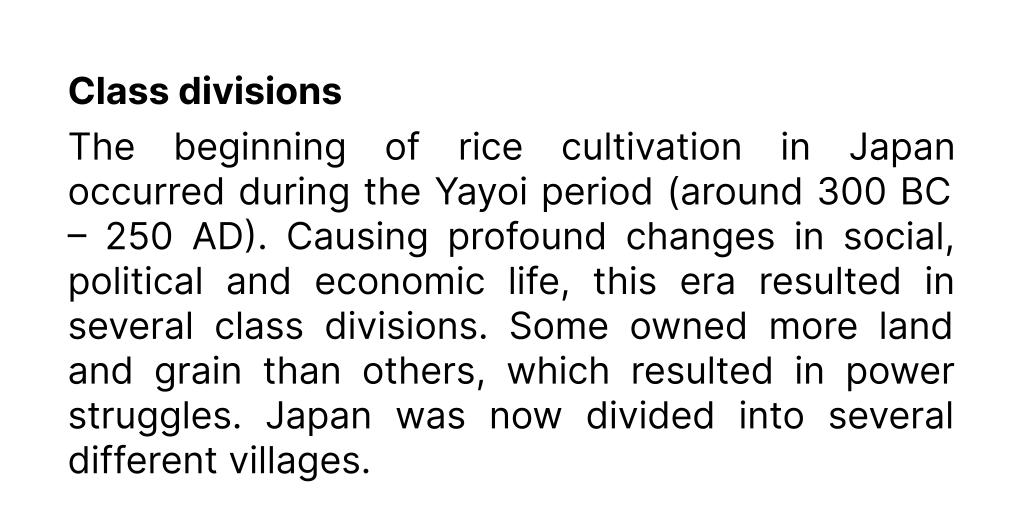 Class divisions
The beginning of rice cultivation in Japan
occurred during the Yayoi period (around 300 BC
– 250 AD). Causing profound changes in social,
political and economic life, this era resulted in
several class divisions. Some owned more land
and grain than others, which resulted in power
struggles. Japan was now divided into several
different villages.